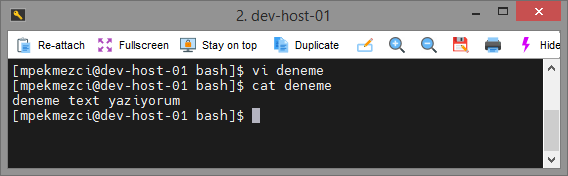 2. dev-host-01
Re-attach Fullscreen Stay on top Duplicate Hide
[mpekmezci@dev-host-01 bash]$ vi deneme
[mpekmezci@dev-host-01 bash]$ cat deneme
deneme text yaziyorum
[mpekmezci@dev-host-01 bash]$